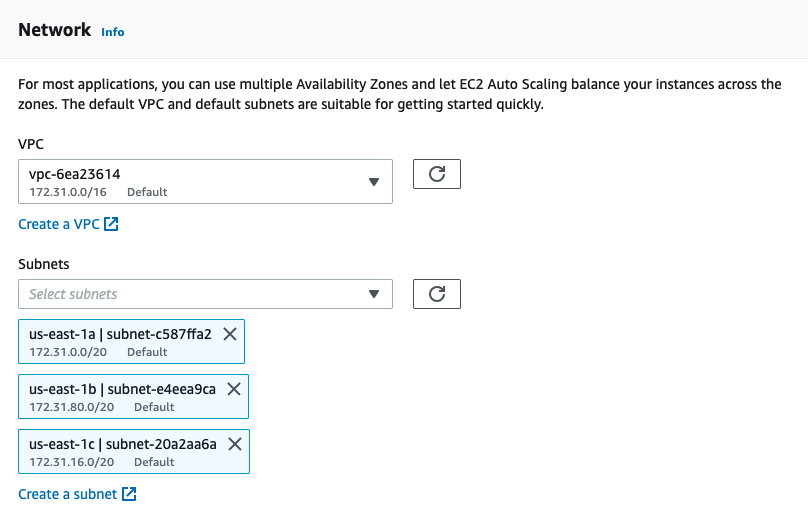 Network Info
For most applications, you can use multiple Availability Zones and let EC2 Auto Scaling balance your instances across the
zones. The default VPC and default subnets are suitable for getting started quickly.
VPC
vpc-6ea23614
172.31.0.0/16 Default
Create a VPC
Subnets
Select subnets
us-east-1a | subnet-c587ffa2
172.31.0.0/20 Default
us-east-1b | subnet-e4eea9ca
172.31.80.0/20 Default
us-east-1c | subnet-20a2aa6a
172.31.16.0/20 Default
Create a subnet